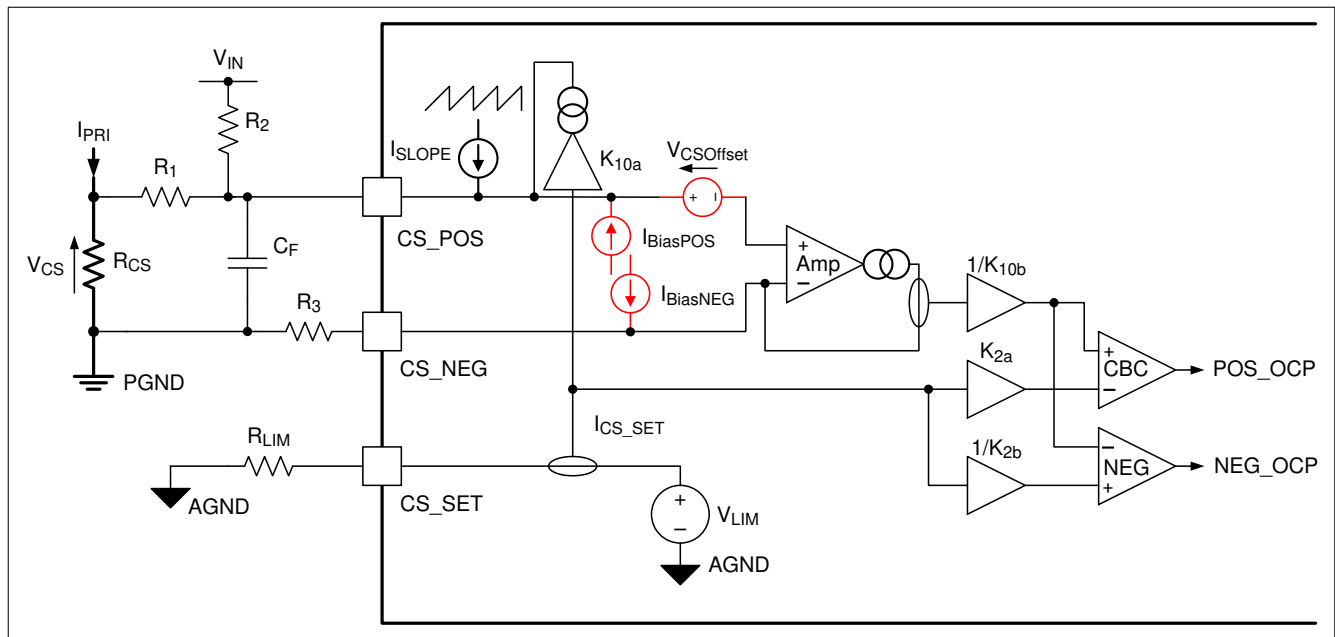 V_IN
R_2
I_PRI
R_1
I_SLOPE
K_10a
V_CSOffset
+ −
CS_POS
V_CS
R_CS
C_F
I_BiasPOS
+
Amp
−
1/K_10b
I_BiasNEG
R_3
K_2a
+
CBC
−
POS_OCP
PGND
CS_NEG
I_CS_SET
R_LIM
1/K_2b
−
NEG
+
NEG_OCP
AGND
CS_SET
+
−
V_LIM
AGND